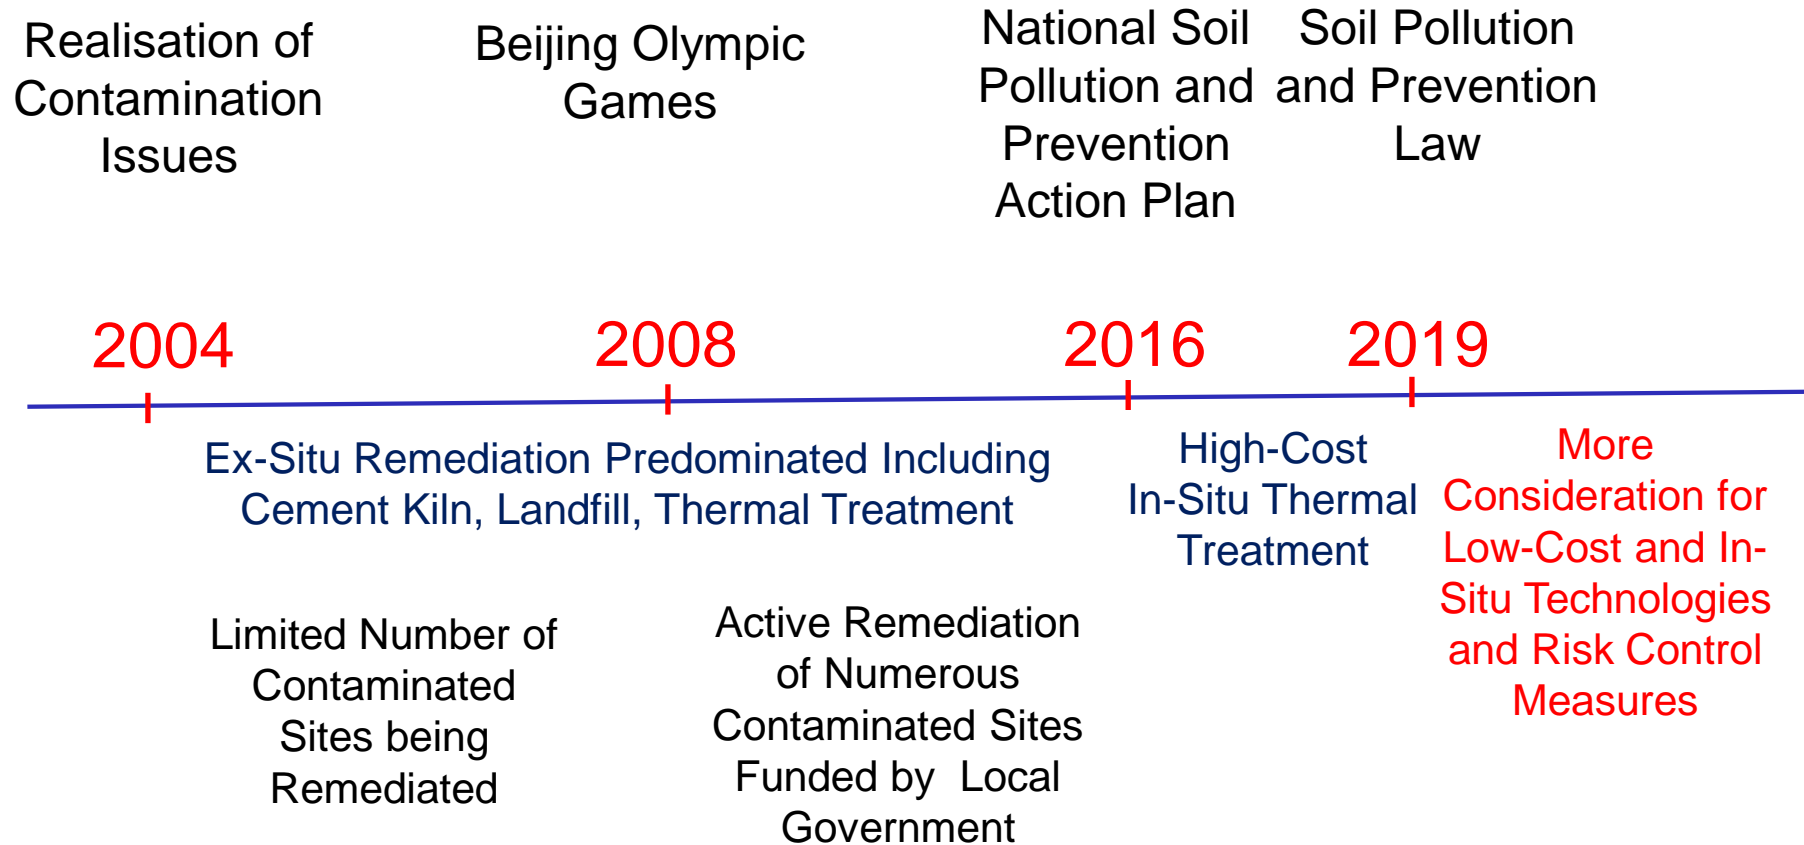 Realisation of
Contamination
Issues
Beijing Olympic
Games
National Soil
Pollution and
Prevention
Action Plan
Soil Pollution
and Prevention
Law
2004
2008
2016
2019
Ex-Situ Remediation Predominated Including
Cement Kiln, Landfill, Thermal Treatment
High-Cost
In-Situ Thermal
Treatment
More
Consideration for
Low-Cost and In-
Situ Technologies
and Risk Control
Measures
Limited Number of
Contaminated
Sites being
Remediated
Active Remediation
of Numerous
Contaminated Sites
Funded by Local
Government